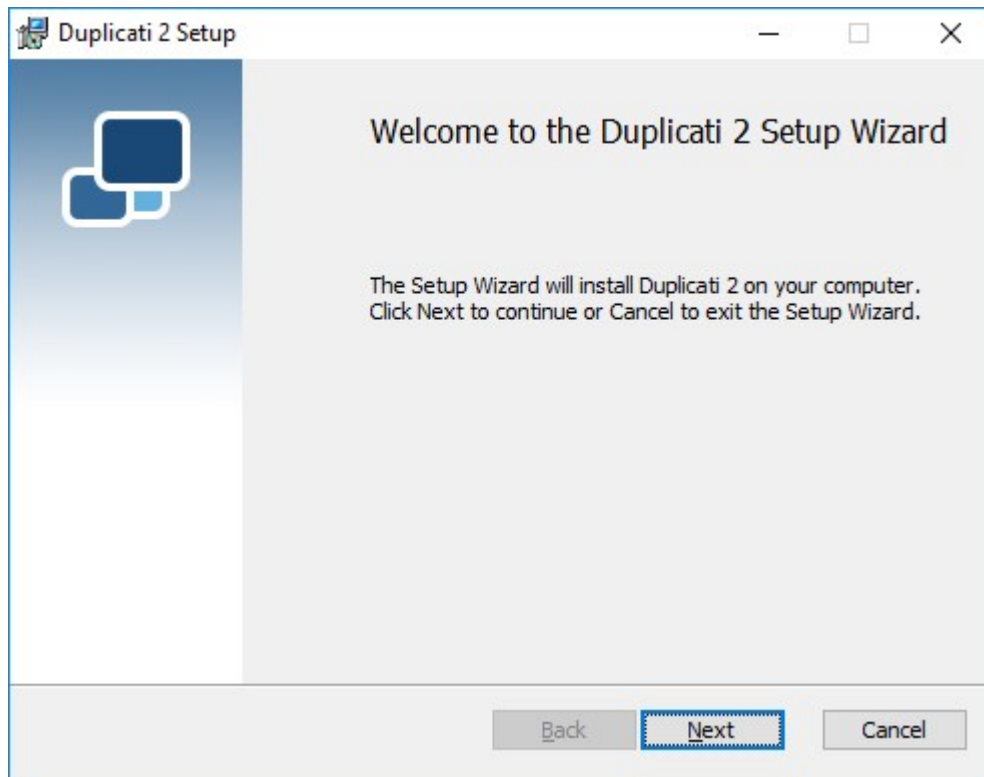 Duplicati 2 Setup
Welcome to the Duplicati 2 Setup Wizard
The Setup Wizard will install Duplicati 2 on your computer.
Click Next to continue or Cancel to exit the Setup Wizard.
Back
Next
Cancel